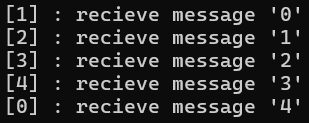 [1] : recieve message '0'
[2] : recieve message '1'
[3] : recieve message '2'
[4] : recieve message '3'
[0] : recieve message '4'